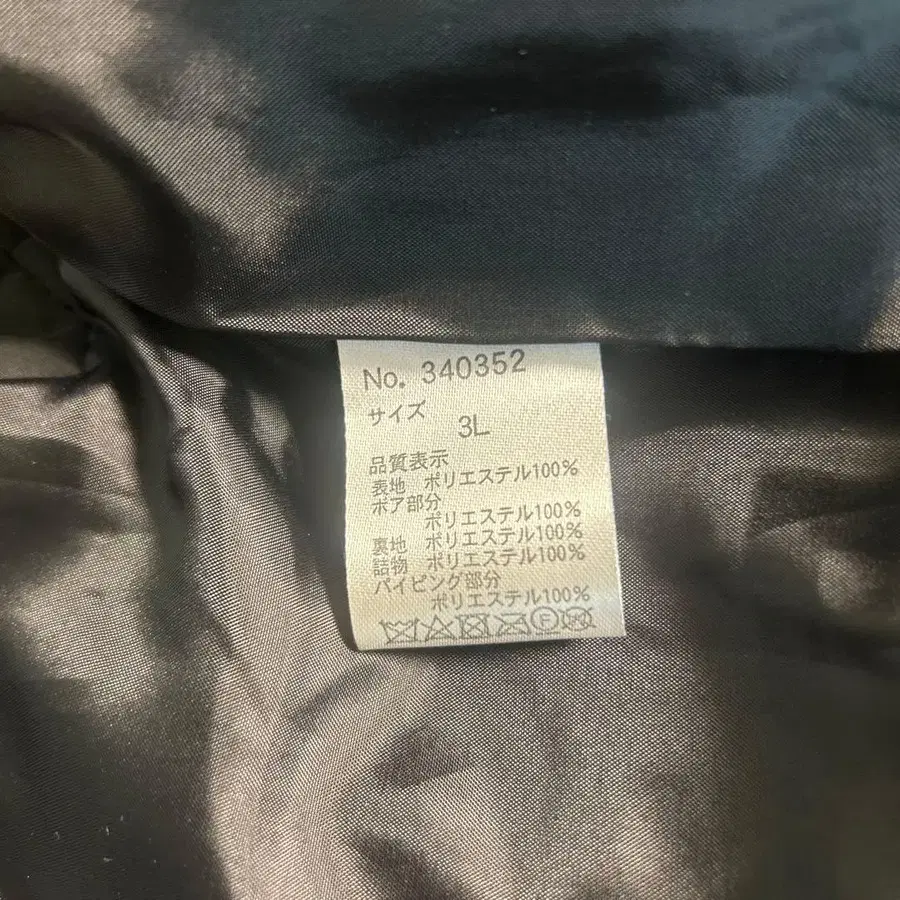 No. 340352
サイズ
3L
品質表示
表地 ポリエステル100%
ボア部分
ポリエステル100%
裏地 ポリエステル100%
詰物 ポリエステル100%
パイピング部分
ポリエステル100%
F